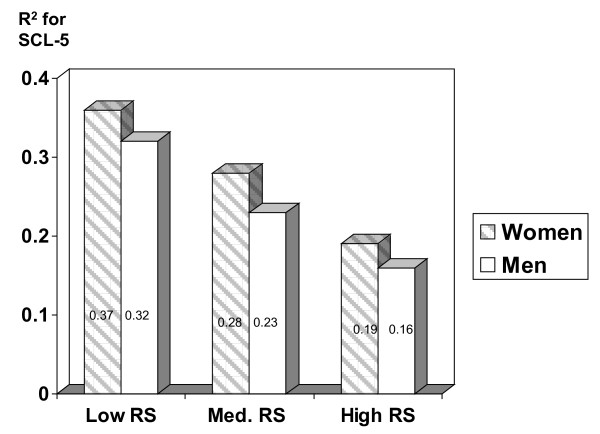 R² for
SCL-5
0.4
0.3
0.2
0.1
0
0.37 0.32
0.28 0.23
0.19 0.16
Low RS
Med. RS
High RS
Women
Men